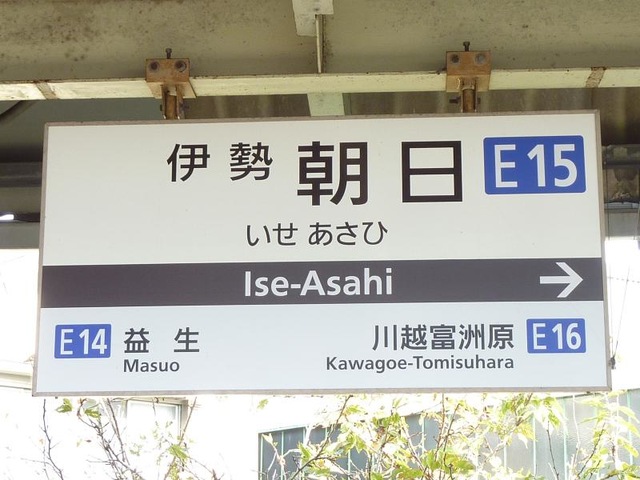 伊勢朝日 E15
いせ あさひ
Ise-Asahi →
E14 益生 川越富洲原 E16
Masuo Kawagoe-Tomisuhara